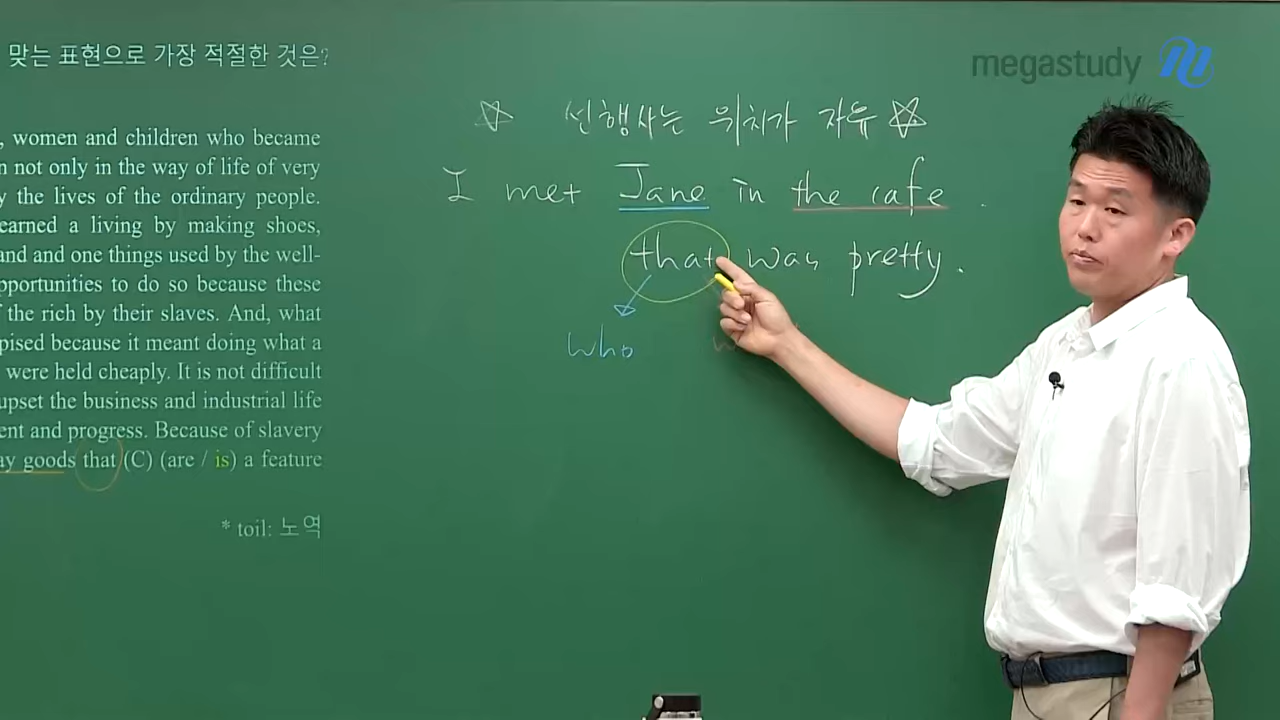 맞는 표현으로 가장 적절한 것은?
, women and children who became
n not only in the way of life of very
y the lives of the ordinary people.
earned a living by making shoes,
and and one things used by the well-
pportunities to do so because these
f the rich by their slaves. And, what
pised because it meant doing what a
were held cheaply. It is not difficult
upset the business and industrial life
ent and progress. Because of slavery
ay goods that (C) (are / is) a feature
* toil: 노역
megastudy
☆ 선행사는 위치가 자유 ☆
I met Jane in the cafe .
that was pretty .
who